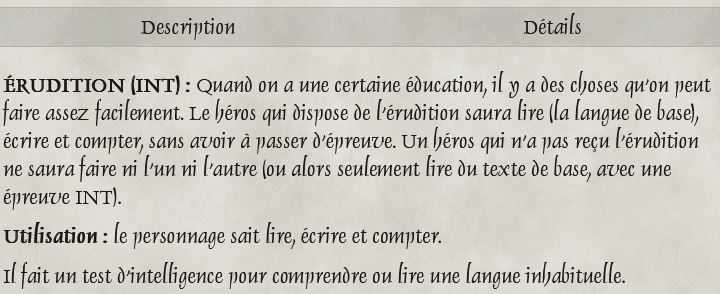 Description Détails
ÉRUDITION (INT) : Quand on a une certaine éducation, il y a des choses qu'on peut
faire assez facilement. Le héros qui dispose de l'érudition saura lire (la langue de base),
écrire et compter, sans avoir à passer d'épreuve. Un héros qui n'a pas reçu l'érudition
ne saura faire ni l'un ni l'autre (ou alors seulement lire du texte de base, avec une
épreuve INT).
Utilisation : le personnage sait lire, écrire et compter.
Il fait un test d'intelligence pour comprendre ou lire une langue inhabituelle.